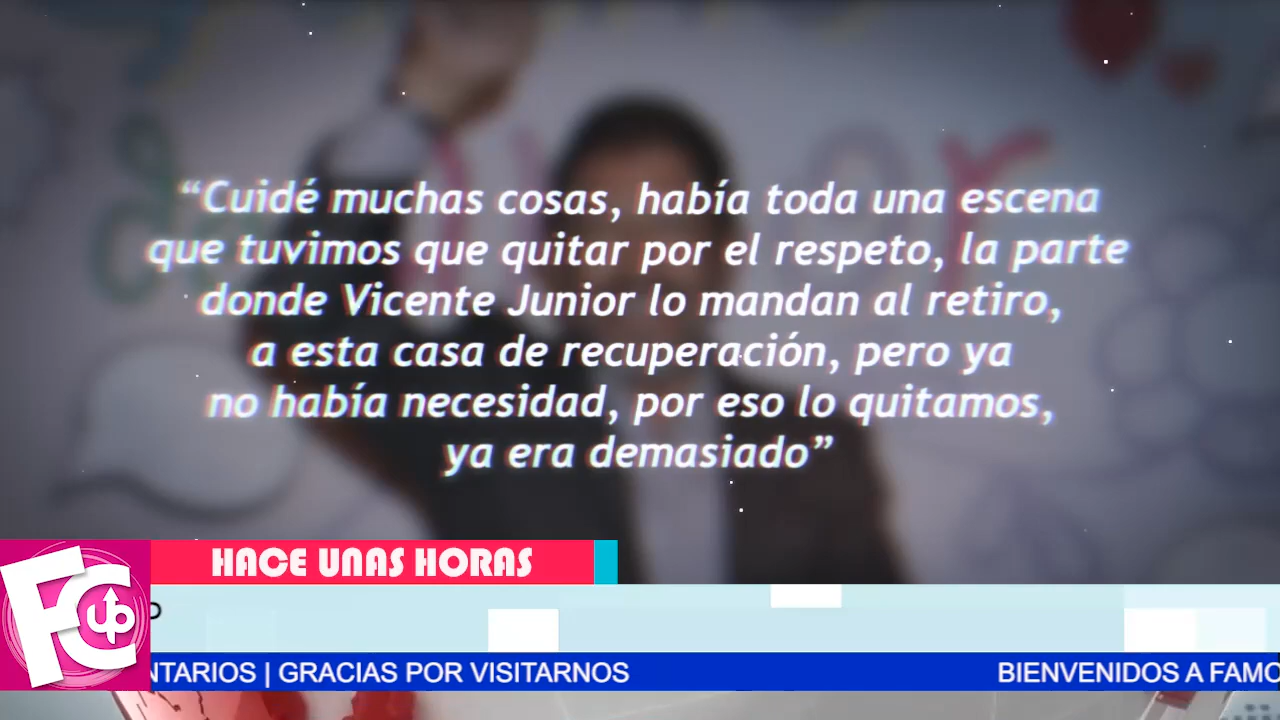 “Cuidé muchas cosas, había toda una escena
que tuvimos que quitar por el respeto, la parte
donde Vicente Junior lo mandan al retiro,
a esta casa de recuperación, pero ya
no había necesidad, por eso lo quitamos,
ya era demasiado”
HACE UNAS HORAS
FC up
NTARIOS | GRACIAS POR VISITARNOS
BIENVENIDOS A FAMO